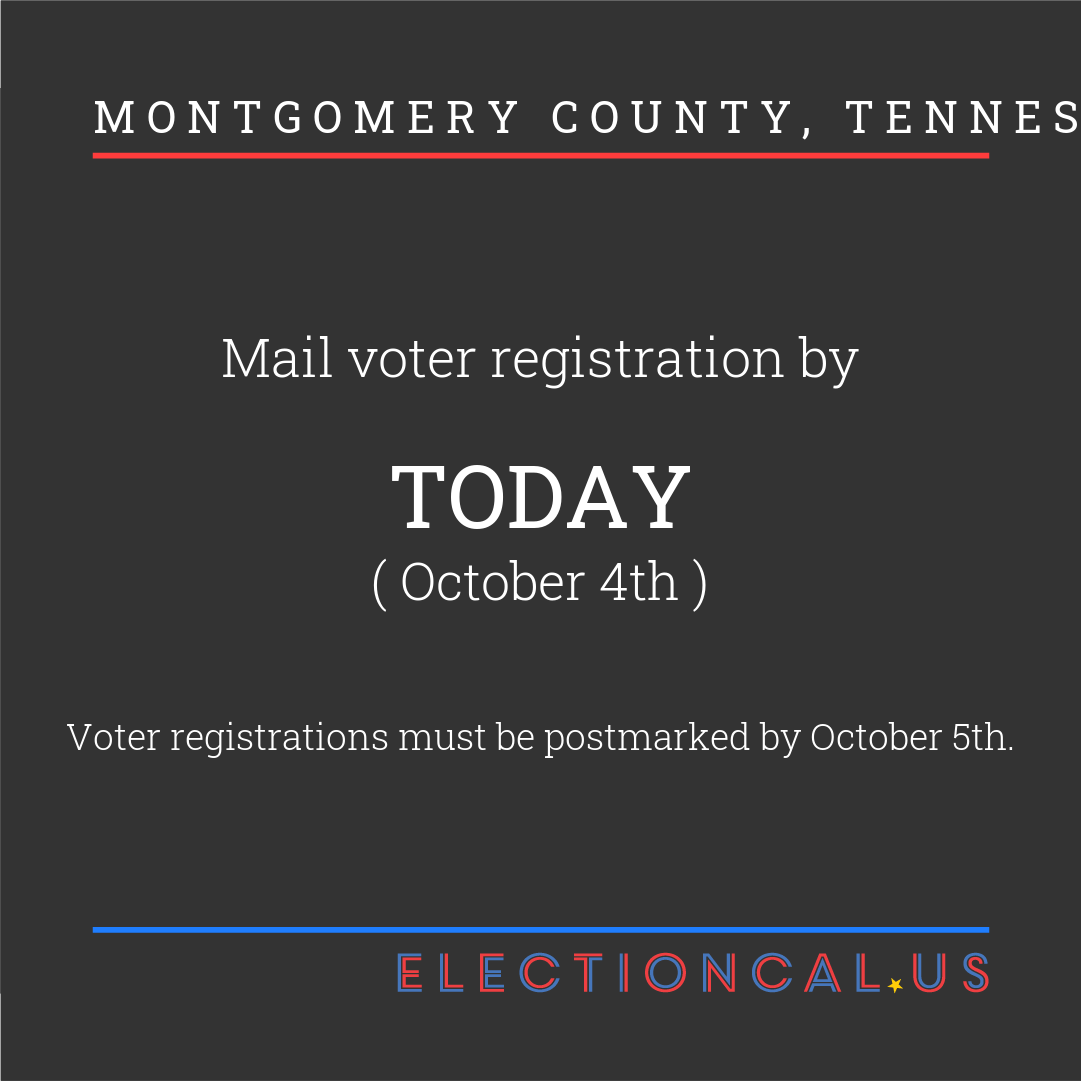 MONTGOMERY COUNTY, TENNES
Mail voter registration by
TODAY
( October 4th )
Voter registrations must be postmarked by October 5th.
ELECTIONCAL.US